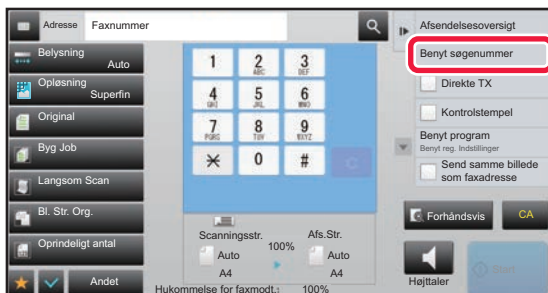 Adresse Faxnummer
Belysning
Auto
Opløsning
Superfin
Original
Byg Job
Langsom Scan
Bl. Str. Org.
Oprindeligt antal
Andet
1 2 3
ABC DEF
4 5 6
GHI JKL MNO
7 8 9
PQRS TUV WXYZ
0 #
C
Scanningsstr. 100% Afs.Str.
Auto Auto
A4 A4
Hukommelse for faxmodt.: 100%
Afsendelsesoversigt
Benyt søgenummer
Direkte TX
Kontrolstempel
Benyt program
Benyt reg. Indstillinger
Send samme billede
som faxadresse
Forhåndsvis CA
Højttaler
Start